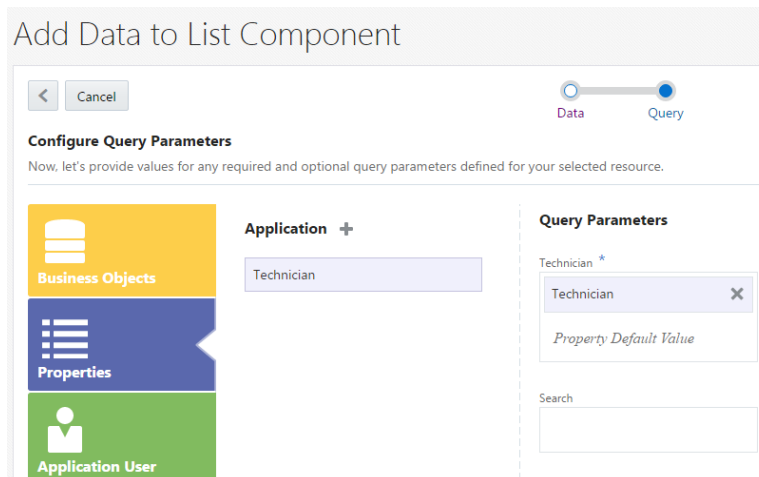 Add Data to List Component
Cancel
Data
Query
Configure Query Parameters
Now, let's provide values for any required and optional query parameters defined for your selected resource.
Business Objects
Properties
Application User
Application +
Technician
Query Parameters
Technician *
Technician
Property Default Value
Search